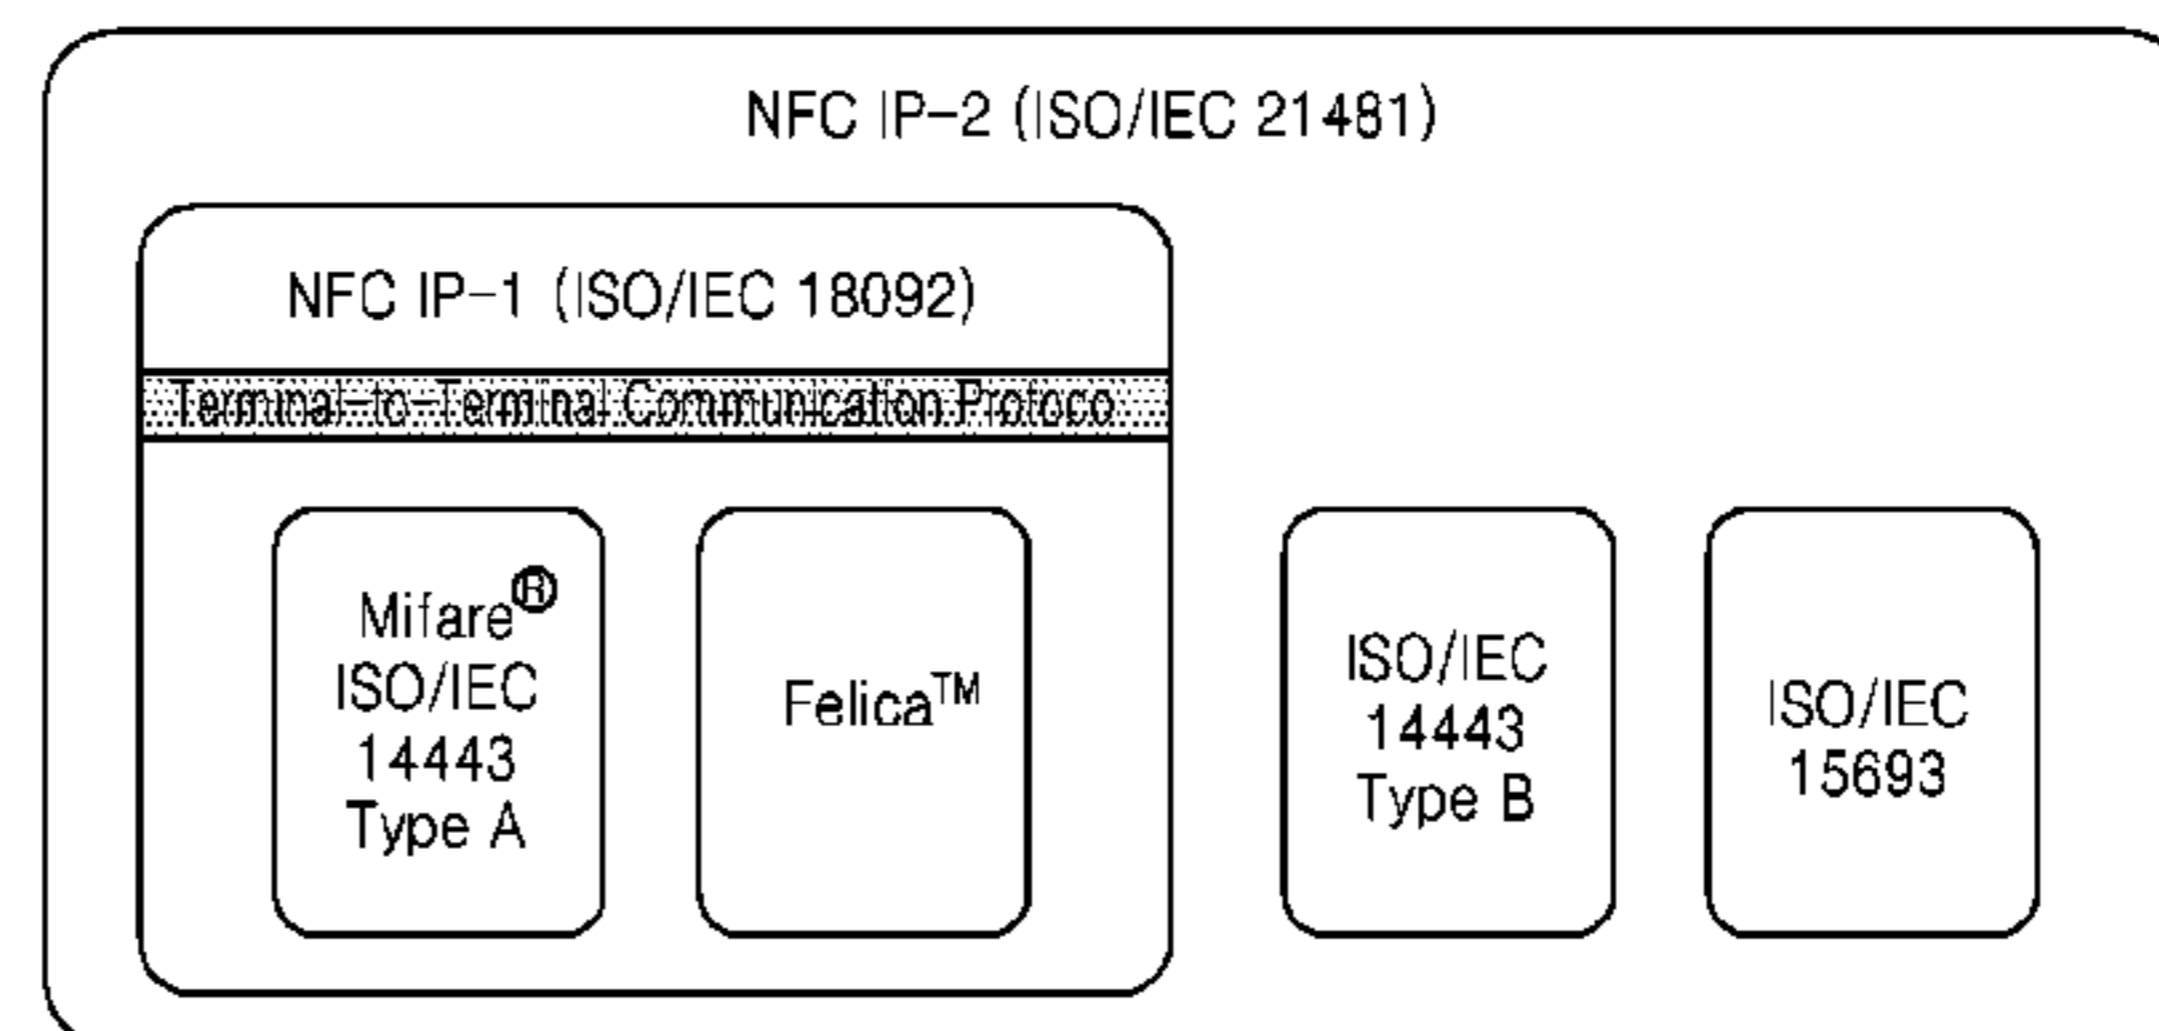 NFC IP-2 (ISO/IEC 21481)
NFC IP-1 (ISO/IEC 18092)
Terminal-to-Terminal Communication Protoco
Mifare®
ISO/IEC
14443
Type A
Felica™
ISO/IEC
14443
Type B
ISO/IEC
15693